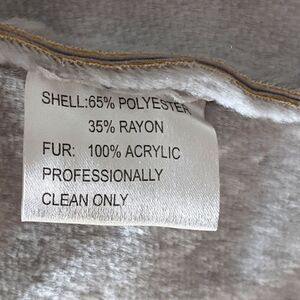 SHELL:65% POLYESTER
35% RAYON
FUR: 100% ACRYLIC
PROFESSIONALLY
CLEAN ONLY